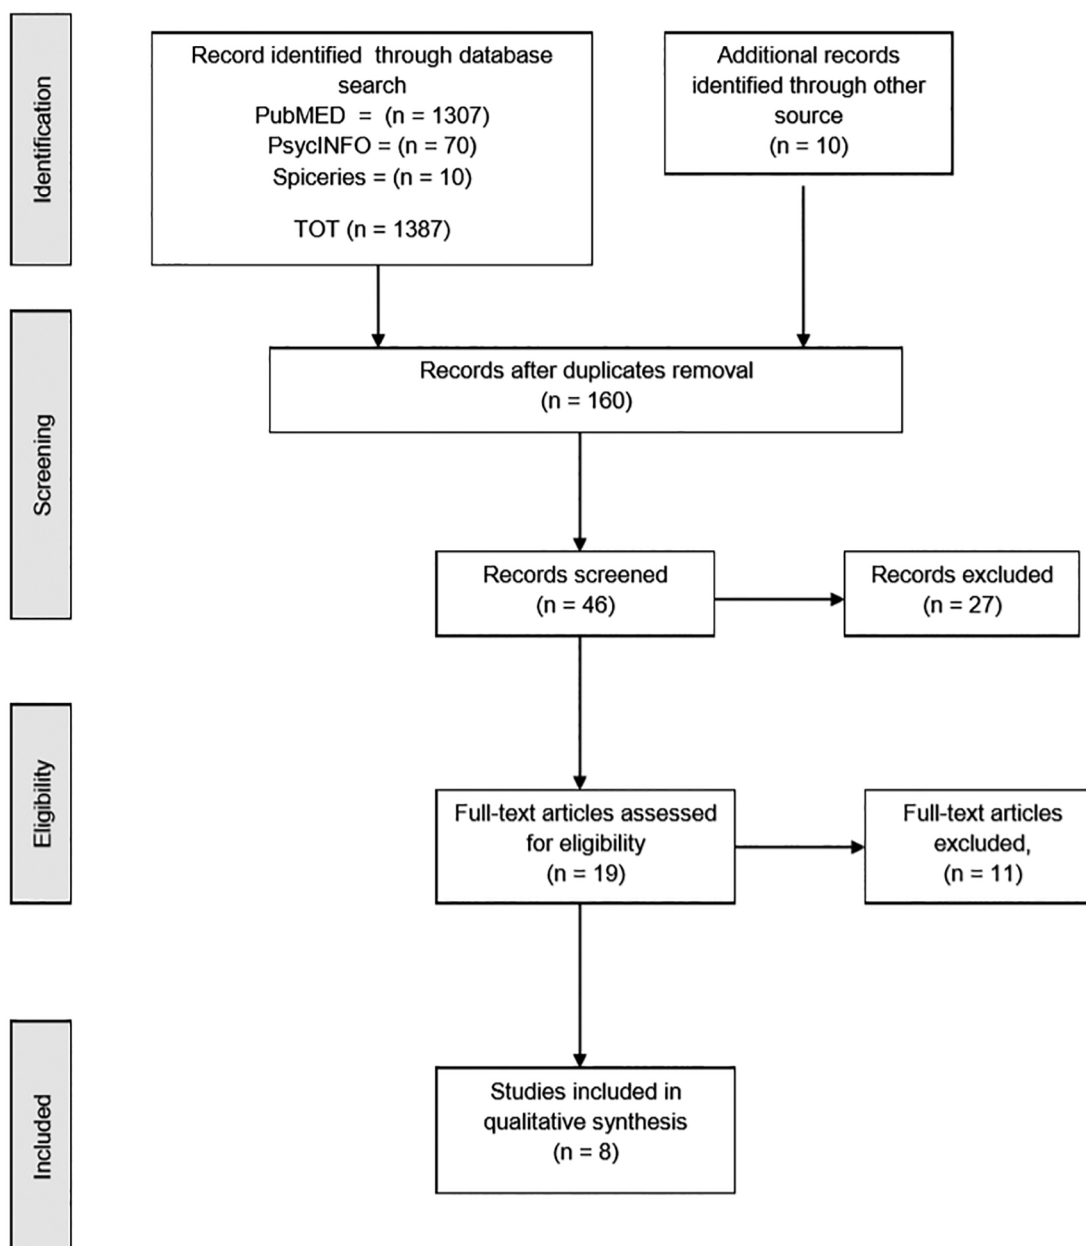 Identification
Record identified through database
search
PubMED = (n = 1307)
PsycINFO = (n = 70)
Spiceries = (n = 10)
TOT (n = 1387)
Additional records
identified through other
source
(n = 10)
Screening
Records after duplicates removal
(n = 160)
Records screened
(n = 46)
Records excluded
(n = 27)
Eligibility
Full-text articles assessed
for eligibility
(n = 19)
Full-text articles
excluded,
(n = 11)
Included
Studies included in
qualitative synthesis
(n = 8)